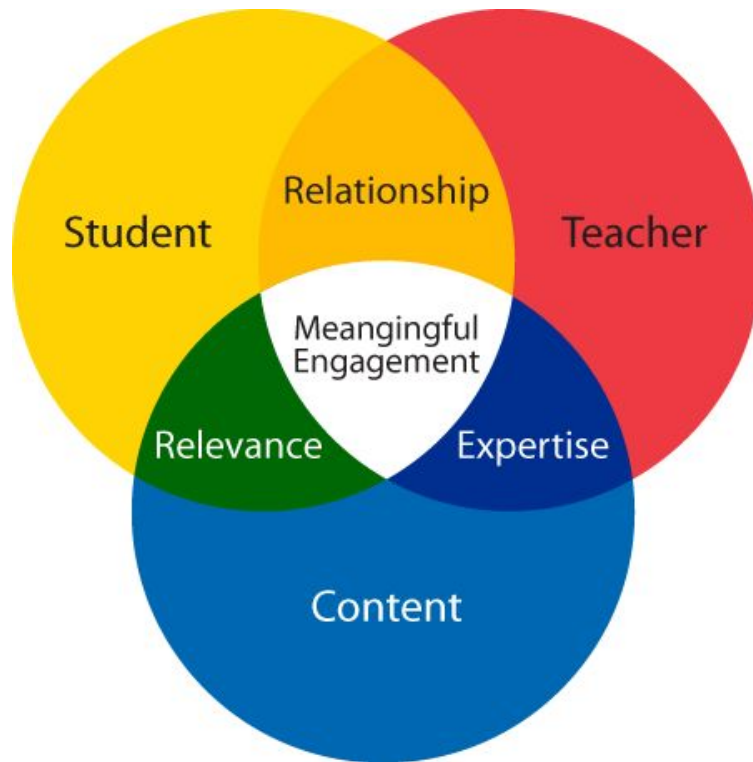 Relationship
Student
Teacher
Meangingful
Engagement
Relevance
Expertise
Content